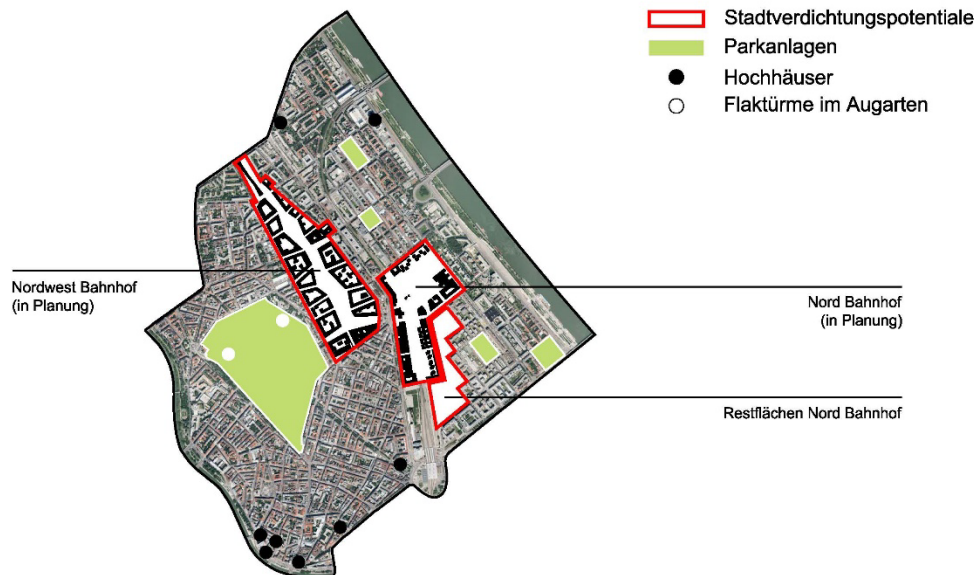 Stadtverdichtungspotentiale
Parkanlagen
Hochhäuser
Flaktürme im Augarten
Nordwest Bahnhof
(in Planung)
Nord Bahnhof
(in Planung)
Restflächen Nord Bahnhof